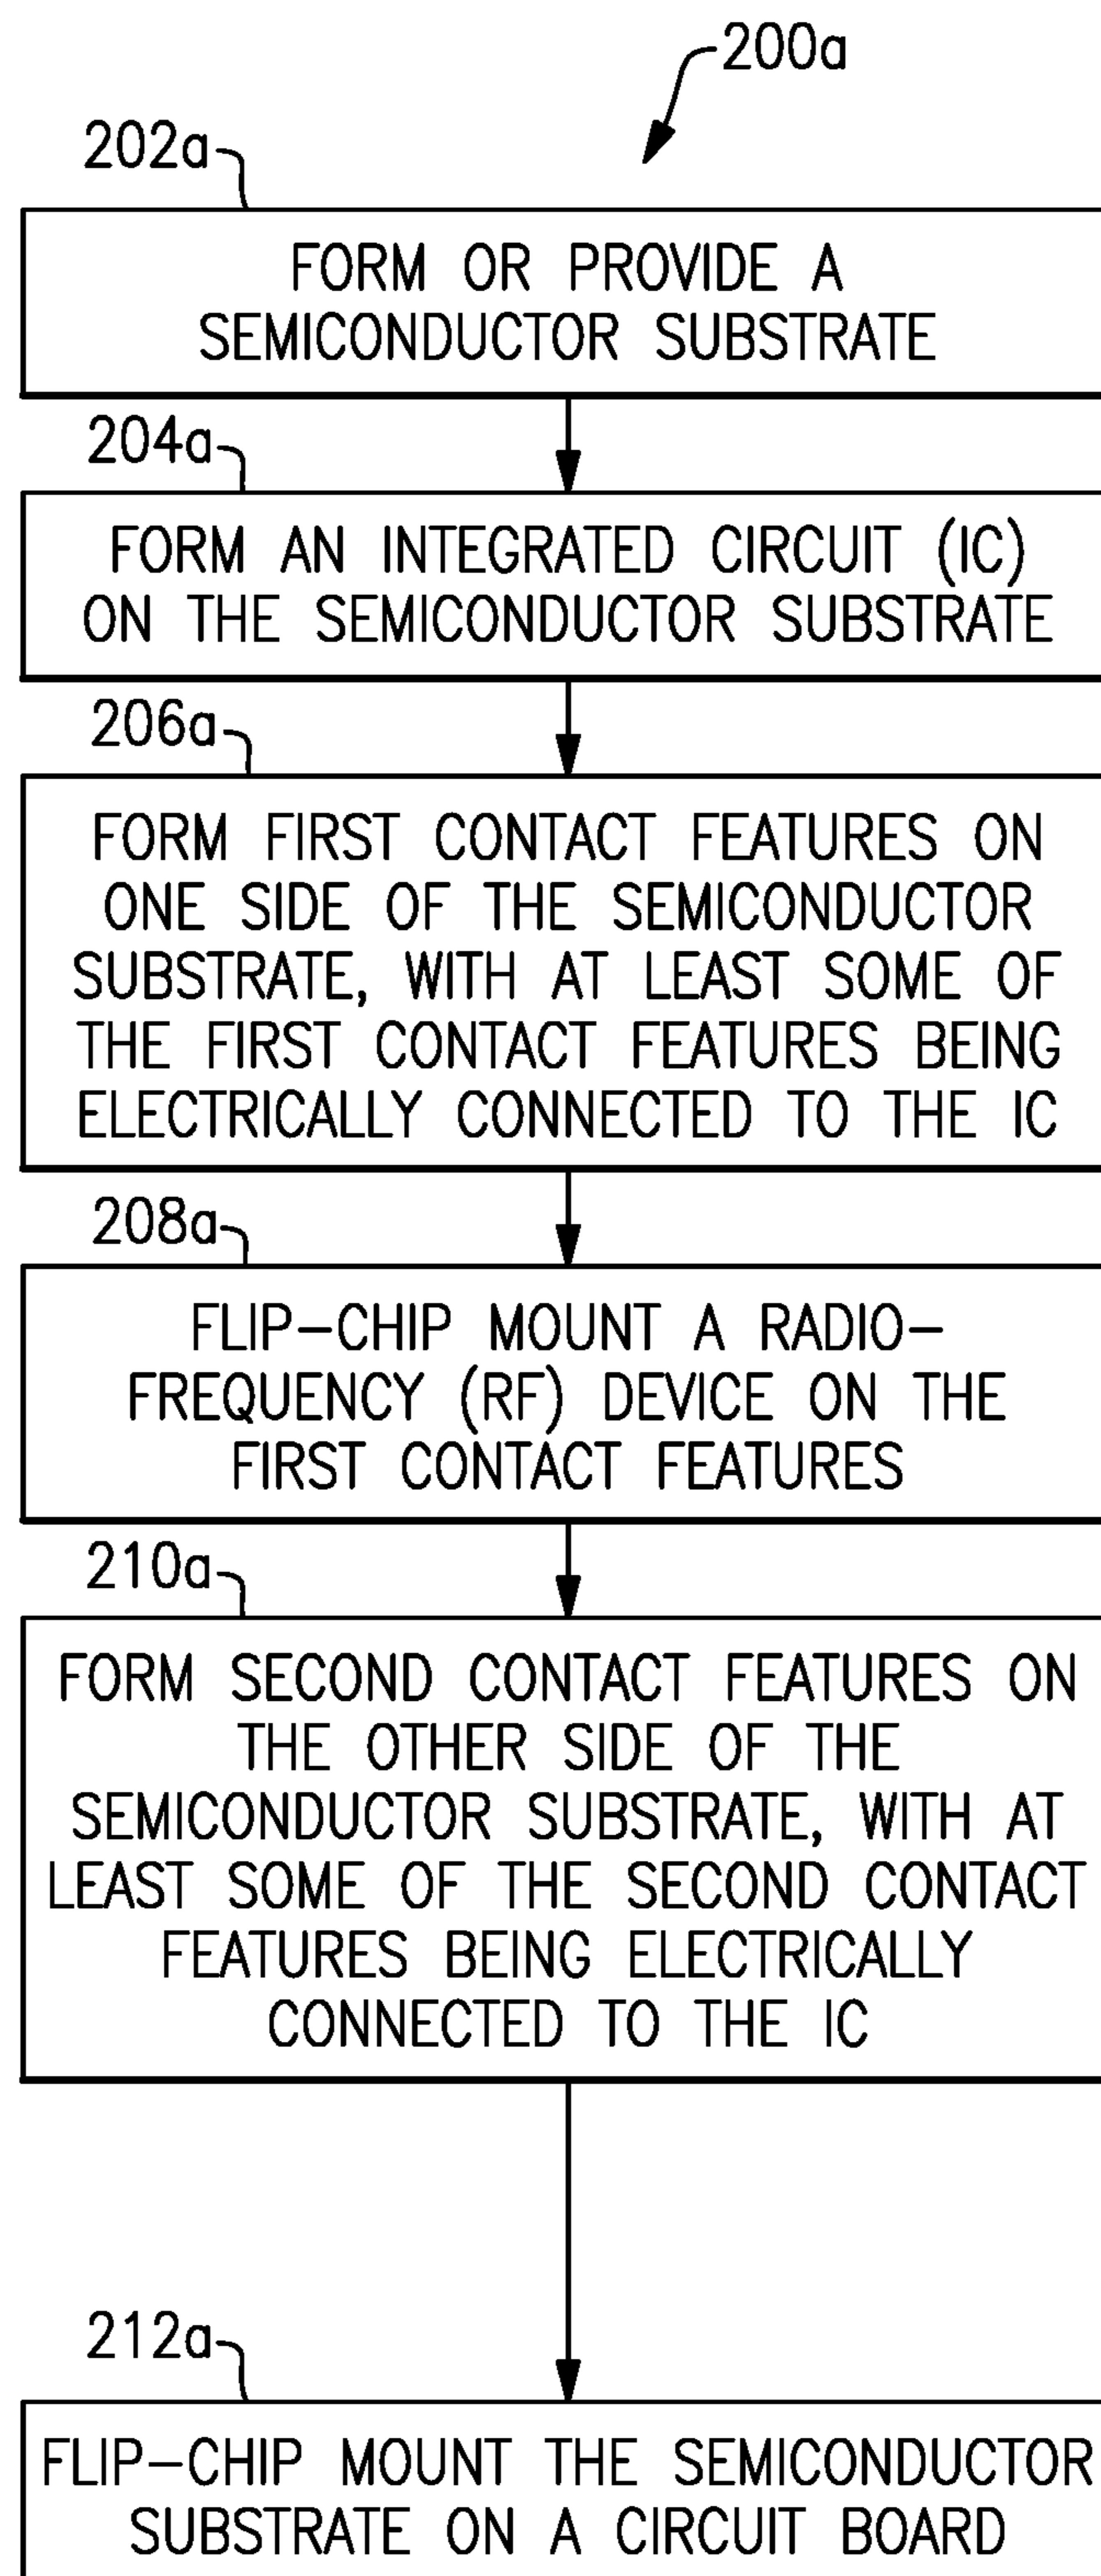 200a
202a
FORM OR PROVIDE A
SEMICONDUCTOR SUBSTRATE
204a
FORM AN INTEGRATED CIRCUIT (IC)
ON THE SEMICONDUCTOR SUBSTRATE
206a
FORM FIRST CONTACT FEATURES ON
ONE SIDE OF THE SEMICONDUCTOR
SUBSTRATE, WITH AT LEAST SOME OF
THE FIRST CONTACT FEATURES BEING
ELECTRICALLY CONNECTED TO THE IC
208a
FLIP-CHIP MOUNT A RADIO-
FREQUENCY (RF) DEVICE ON THE
FIRST CONTACT FEATURES
210a
FORM SECOND CONTACT FEATURES ON
THE OTHER SIDE OF THE
SEMICONDUCTOR SUBSTRATE, WITH AT
LEAST SOME OF THE SECOND CONTACT
FEATURES BEING ELECTRICALLY
CONNECTED TO THE IC
212a
FLIP-CHIP MOUNT THE SEMICONDUCTOR
SUBSTRATE ON A CIRCUIT BOARD